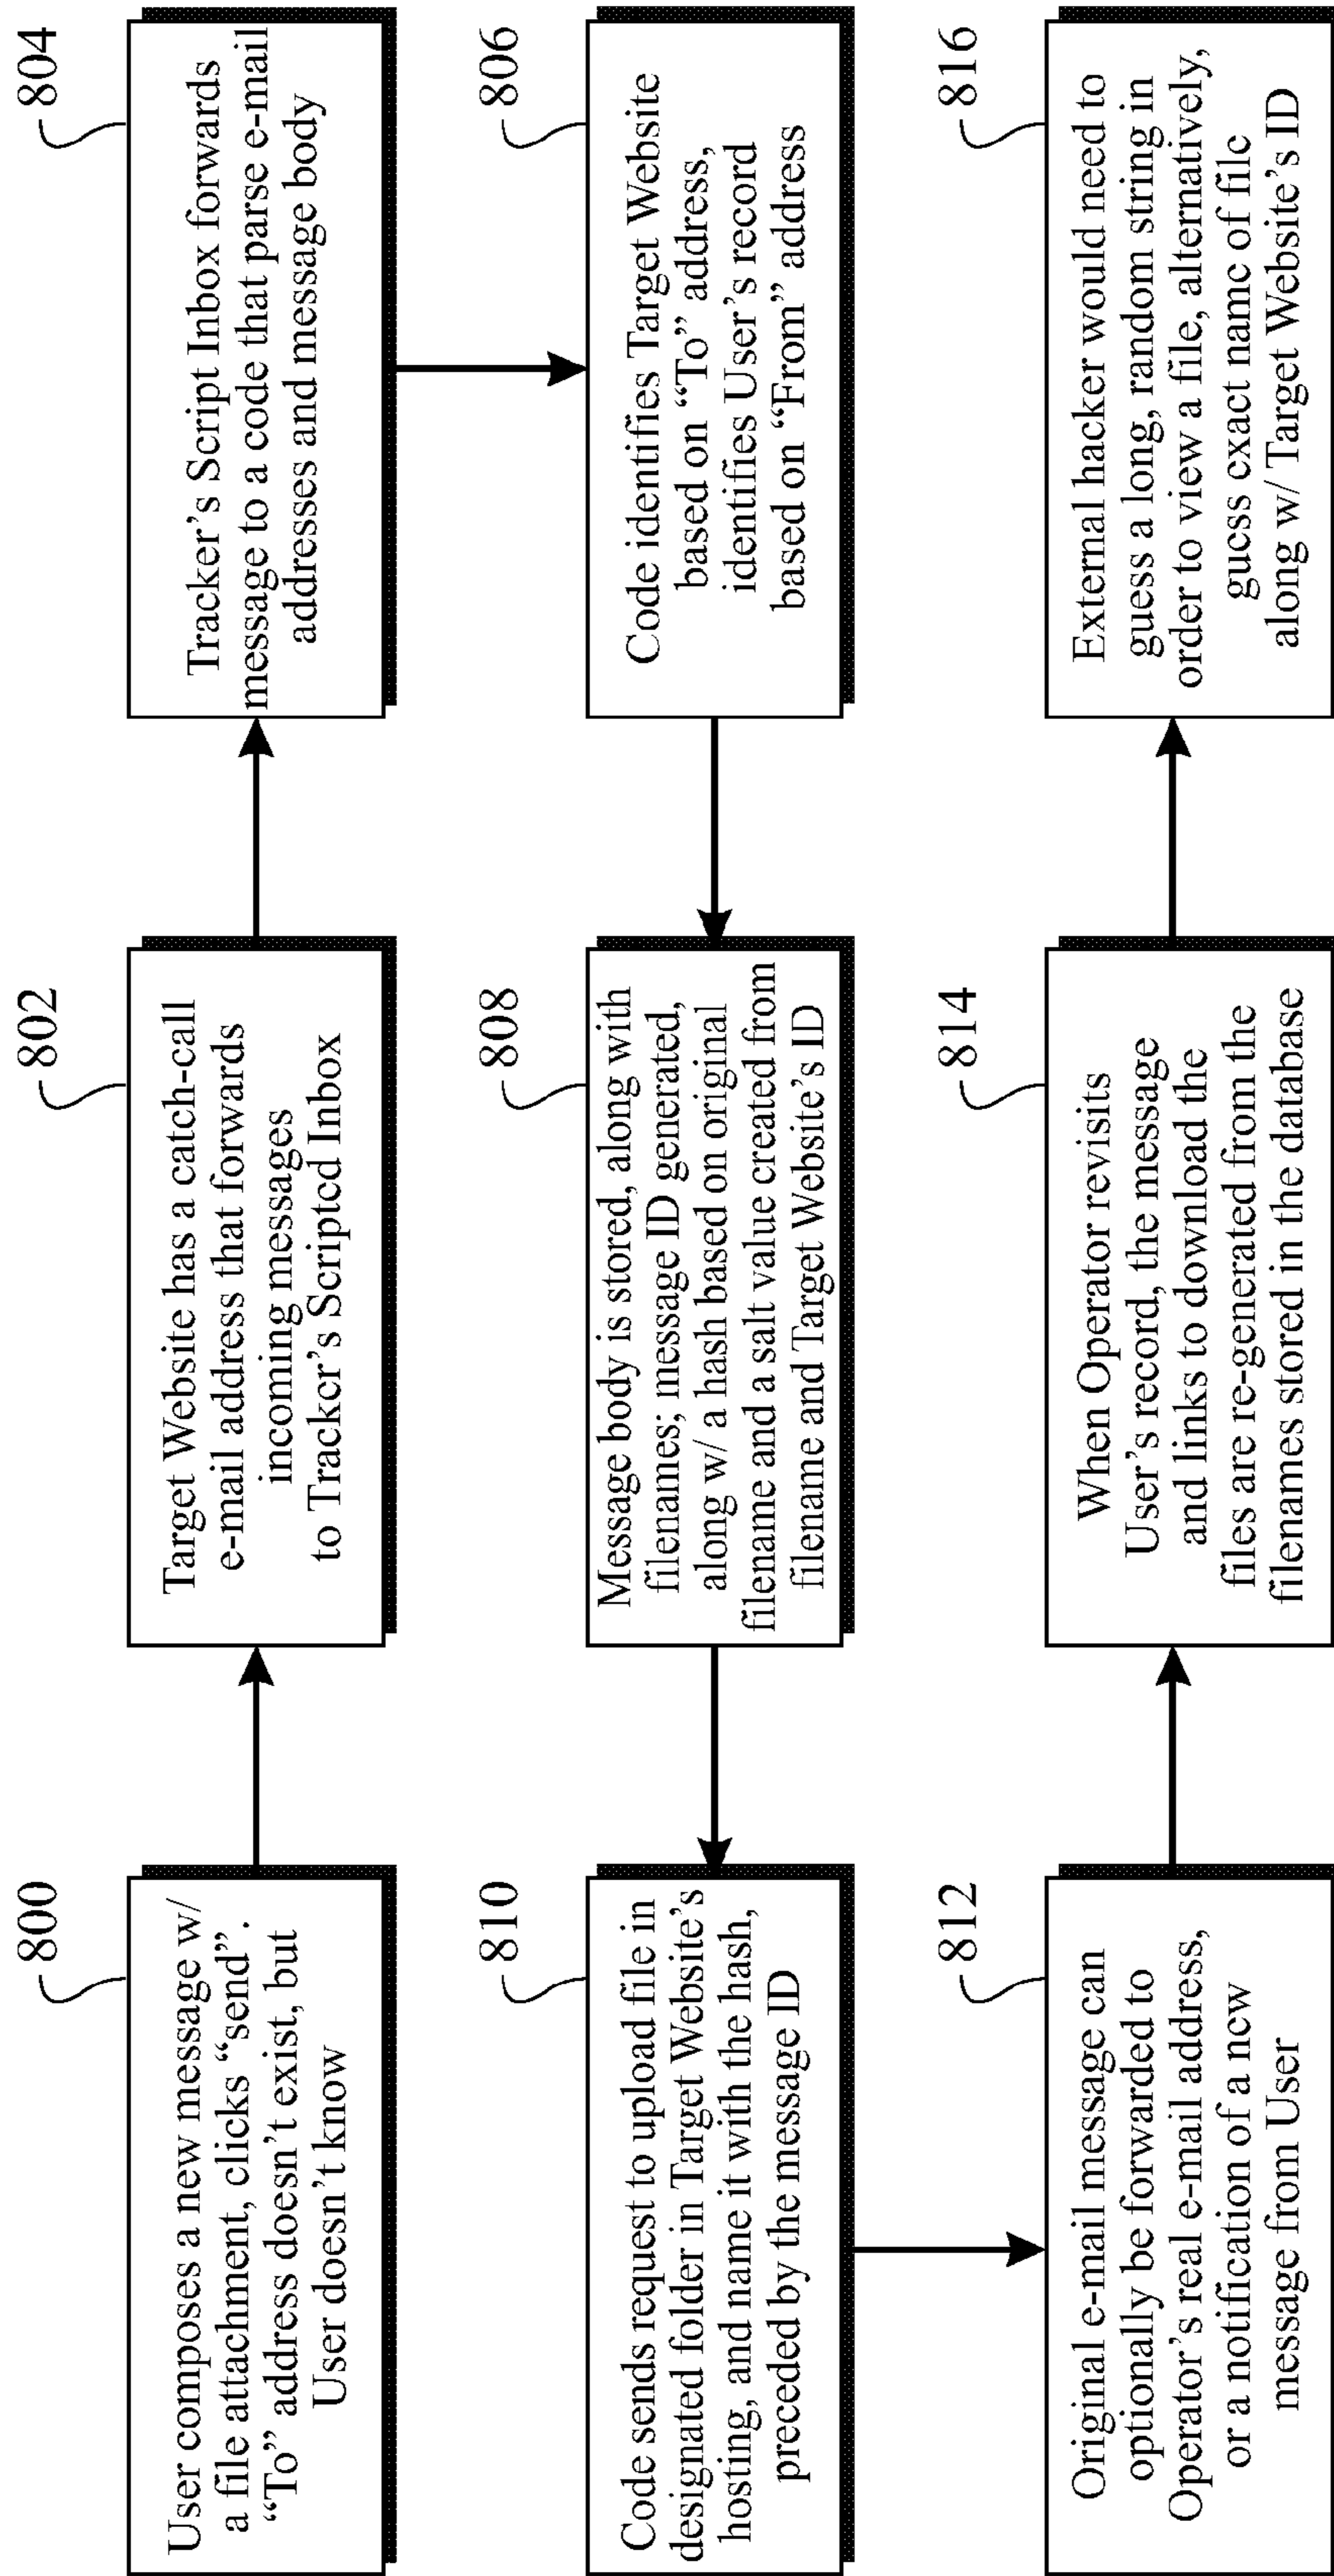 800
User composes a new message w/
a file attachment, clicks “send”.
“To” address doesn’t exist, but
User doesn’t know
802
Target Website has a catch-call
e-mail address that forwards
incoming messages
to Tracker’s Scripted Inbox
804
Tracker’s Script Inbox forwards
message to a code that parse e-mail
addresses and message body
806
Code identifies Target Website
based on “To” address,
identifies User’s record
based on “From” address
808
Message body is stored, along with
filenames; message ID generated,
along w/ a hash based on original
filename and a salt value created from
filename and Target Website’s ID
810
Code sends request to upload file in
designated folder in Target Website’s
hosting, and name it with the hash,
preceded by the message ID
812
Original e-mail message can
optionally be forwarded to
Operator’s real e-mail address,
or a notification of a new
message from User
814
When Operator revisits
User’s record, the message
and links to download the
files are re-generated from the
filenames stored in the database
816
External hacker would need to
guess a long, random string in
order to view a file, alternatively,
guess exact name of file
along w/ Target Website’s ID